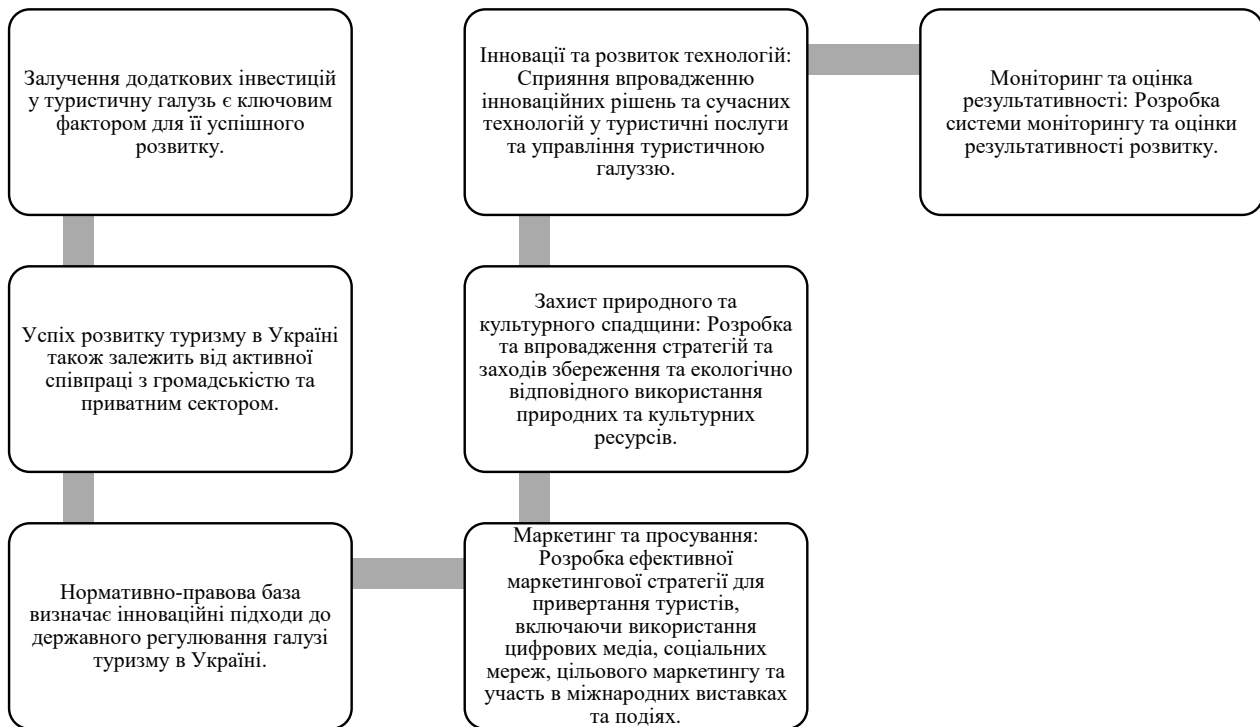 Залучення додаткових інвестицій
у туристичну галузь є ключовим
фактором для її успішного
розвитку.
Успіх розвитку туризму в Україні
також залежить від активної
співпраці з громадськістю та
приватним сектором.
Нормативно-правова база
визначає інноваційні підходи до
державного регулювання галузі
туризму в Україні.
Маркетинг та просування:
Розробка ефективної
маркетингової стратегії для
привертання туристів,
включаючи використання
цифрових медіа, соціальних
мереж, цільового маркетингу та
участь в міжнародних виставках
та подіях.
Захист природного та
культурного спадщини: Розробка
та впровадження стратегій та
заходів збереження та екологічно
відповідного використання
природних та культурних
ресурсів.
Інновації та розвиток технологій:
Сприяння впровадженню
інноваційних рішень та сучасних
технологій у туристичні послуги
та управління туристичною
галуззю.
Моніторинг та оцінка
результативності: Розробка
системи моніторингу та оцінки
результативності розвитку.